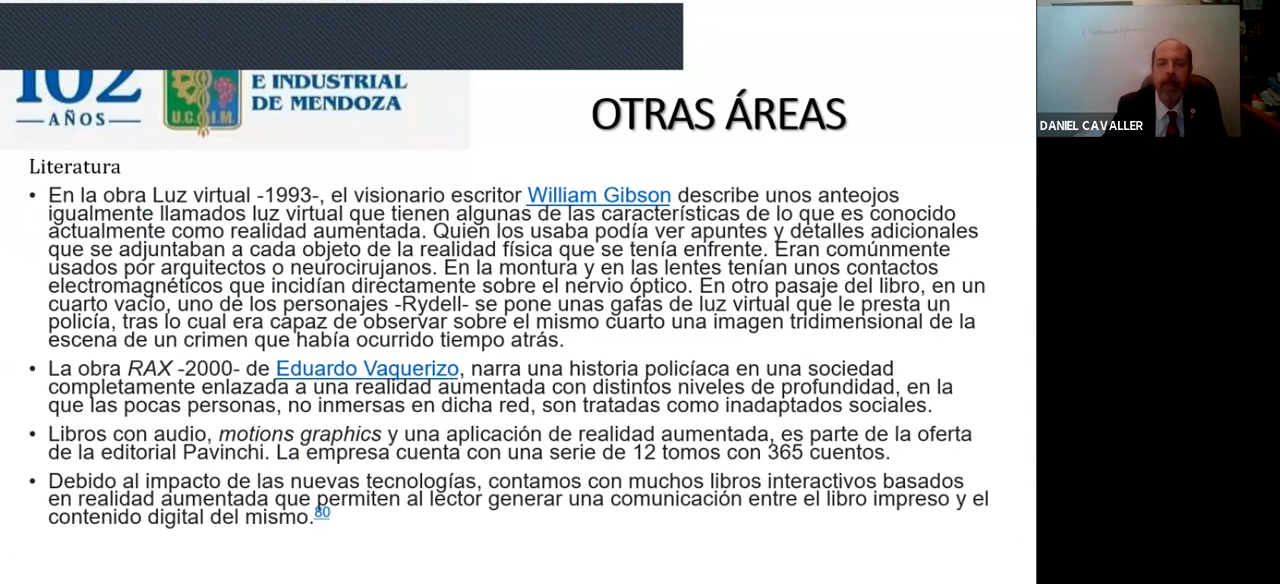 102
AÑOS
U.C.I.M.
E INDUSTRIAL
DE MENDOZA
OTRAS ÁREAS
DANIEL CAVALLER
Literatura
• En la obra Luz virtual -1993-, el visionario escritor William Gibson describe unos anteojos
igualmente llamados luz virtual que tienen algunas de las características de lo que es conocido
actualmente como realidad aumentada. Quien los usaba podía ver apuntes y detalles adicionales
que se adjuntaban a cada objeto de la realidad física que se tenía enfrente. Eran comúnmente
usados por arquitectos o neurocirujanos. En la montura y en las lentes tenían unos contactos
electromagnéticos que incidían directamente sobre el nervio óptico. En otro pasaje del libro, en un
cuarto vacío, uno de los personajes -Rydell- se pone unas gafas de luz virtual que le presta un
policía, tras lo cual era capaz de observar sobre el mismo cuarto una imagen tridimensional de la
escena de un crimen que había ocurrido tiempo atrás.
• La obra RAX -2000- de Eduardo Vaquerizo, narra una historia policíaca en una sociedad
completamente enlazada a una realidad aumentada con distintos niveles de profundidad, en la
que las pocas personas, no inmersas en dicha red, son tratadas como inadaptados sociales.
• Libros con audio, motions graphics y una aplicación de realidad aumentada, es parte de la oferta
de la editorial Pavinchi. La empresa cuenta con una serie de 12 tomos con 365 cuentos.
• Debido al impacto de las nuevas tecnologías, contamos con muchos libros interactivos basados
en realidad aumentada que permiten al lector generar una comunicación entre el libro impreso y el
contenido digital del mismo.80